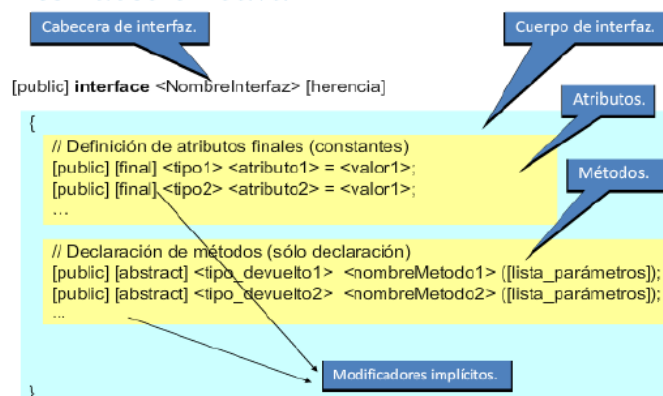 Cabecera de interfaz.
Cuerpo de interfaz.
[public] interface <NombreInterfaz> [herencia]
Atributos.
{
// Definición de atributos finales (constantes)
[public] [final] <tipo1> <atributo1> = <valor1>;
[public] [final] <tipo2> <atributo2> = <valor1>;
...
Métodos.
// Declaración de métodos (sólo declaración)
[public] [abstract] <tipo_devuelto1> <nombreMetodo1> ([lista_parámetros]);
[public] [abstract] <tipo_devuelto2> <nombreMetodo2> ([lista_parámetros]);
...
Modificadores implícitos.
}